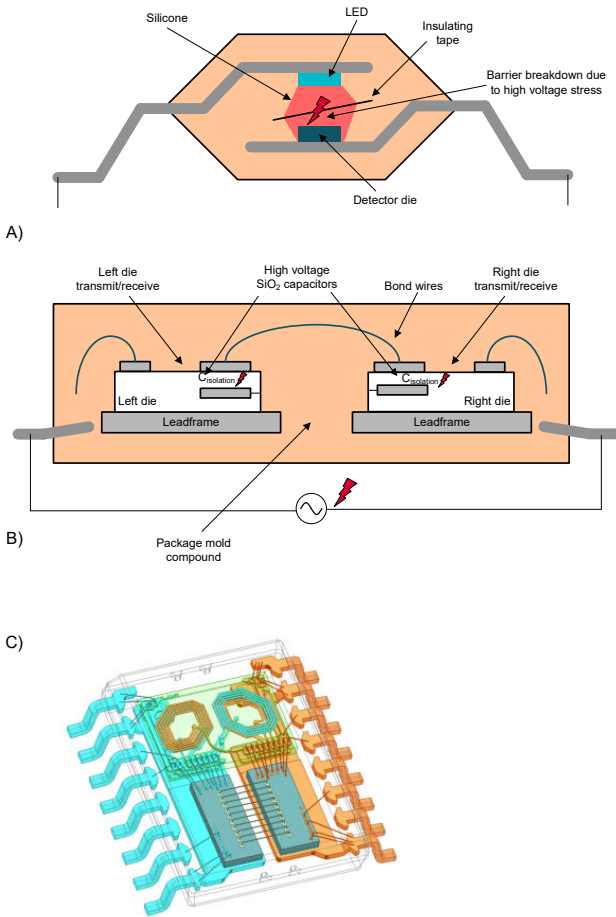 Silicone
LED
Insulating
tape
Barrier breakdown due
to high voltage stress
Detector die
A)
Left die
transmit/receive
High voltage
SiO₂ capacitors
Bond wires
Right die
transmit/receive
Cisolation
Cisolation
Left die
Right die
Leadframe
Leadframe
Package mold
compound
B)
C)